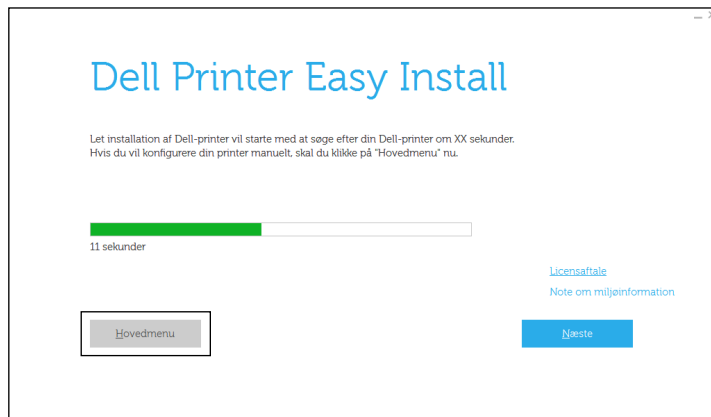 Dell Printer Easy Install
Let installation af Dell-printer vil starte med at søge efter din Dell-printer om XX sekunder.
Hvis du vil konfigurere din printer manuelt, skal du klikke på "Hovedmenu" nu.
11 sekunder
Licensaftale
Note om miljøinformation
Hovedmenu
Næste